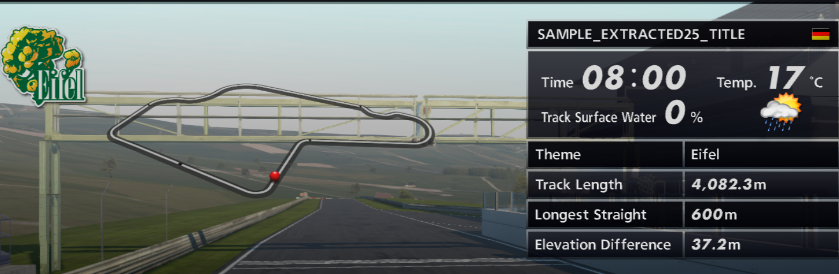 Eifel
SAMPLE_EXTRACTED25_TITLE
Time 08:00 Temp. 17 °C
Track Surface Water 0 %
Theme Eifel
Track Length 4,082.3m
Longest Straight 600m
Elevation Difference 37.2m